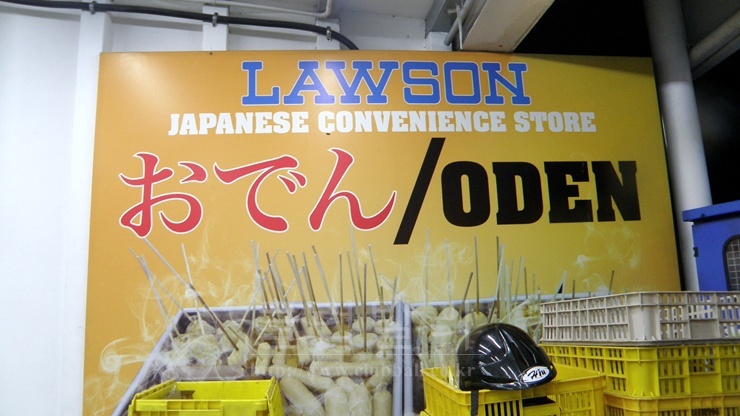 LAWSON
JAPANESE CONVENIENCE STORE
おでん/ODEN